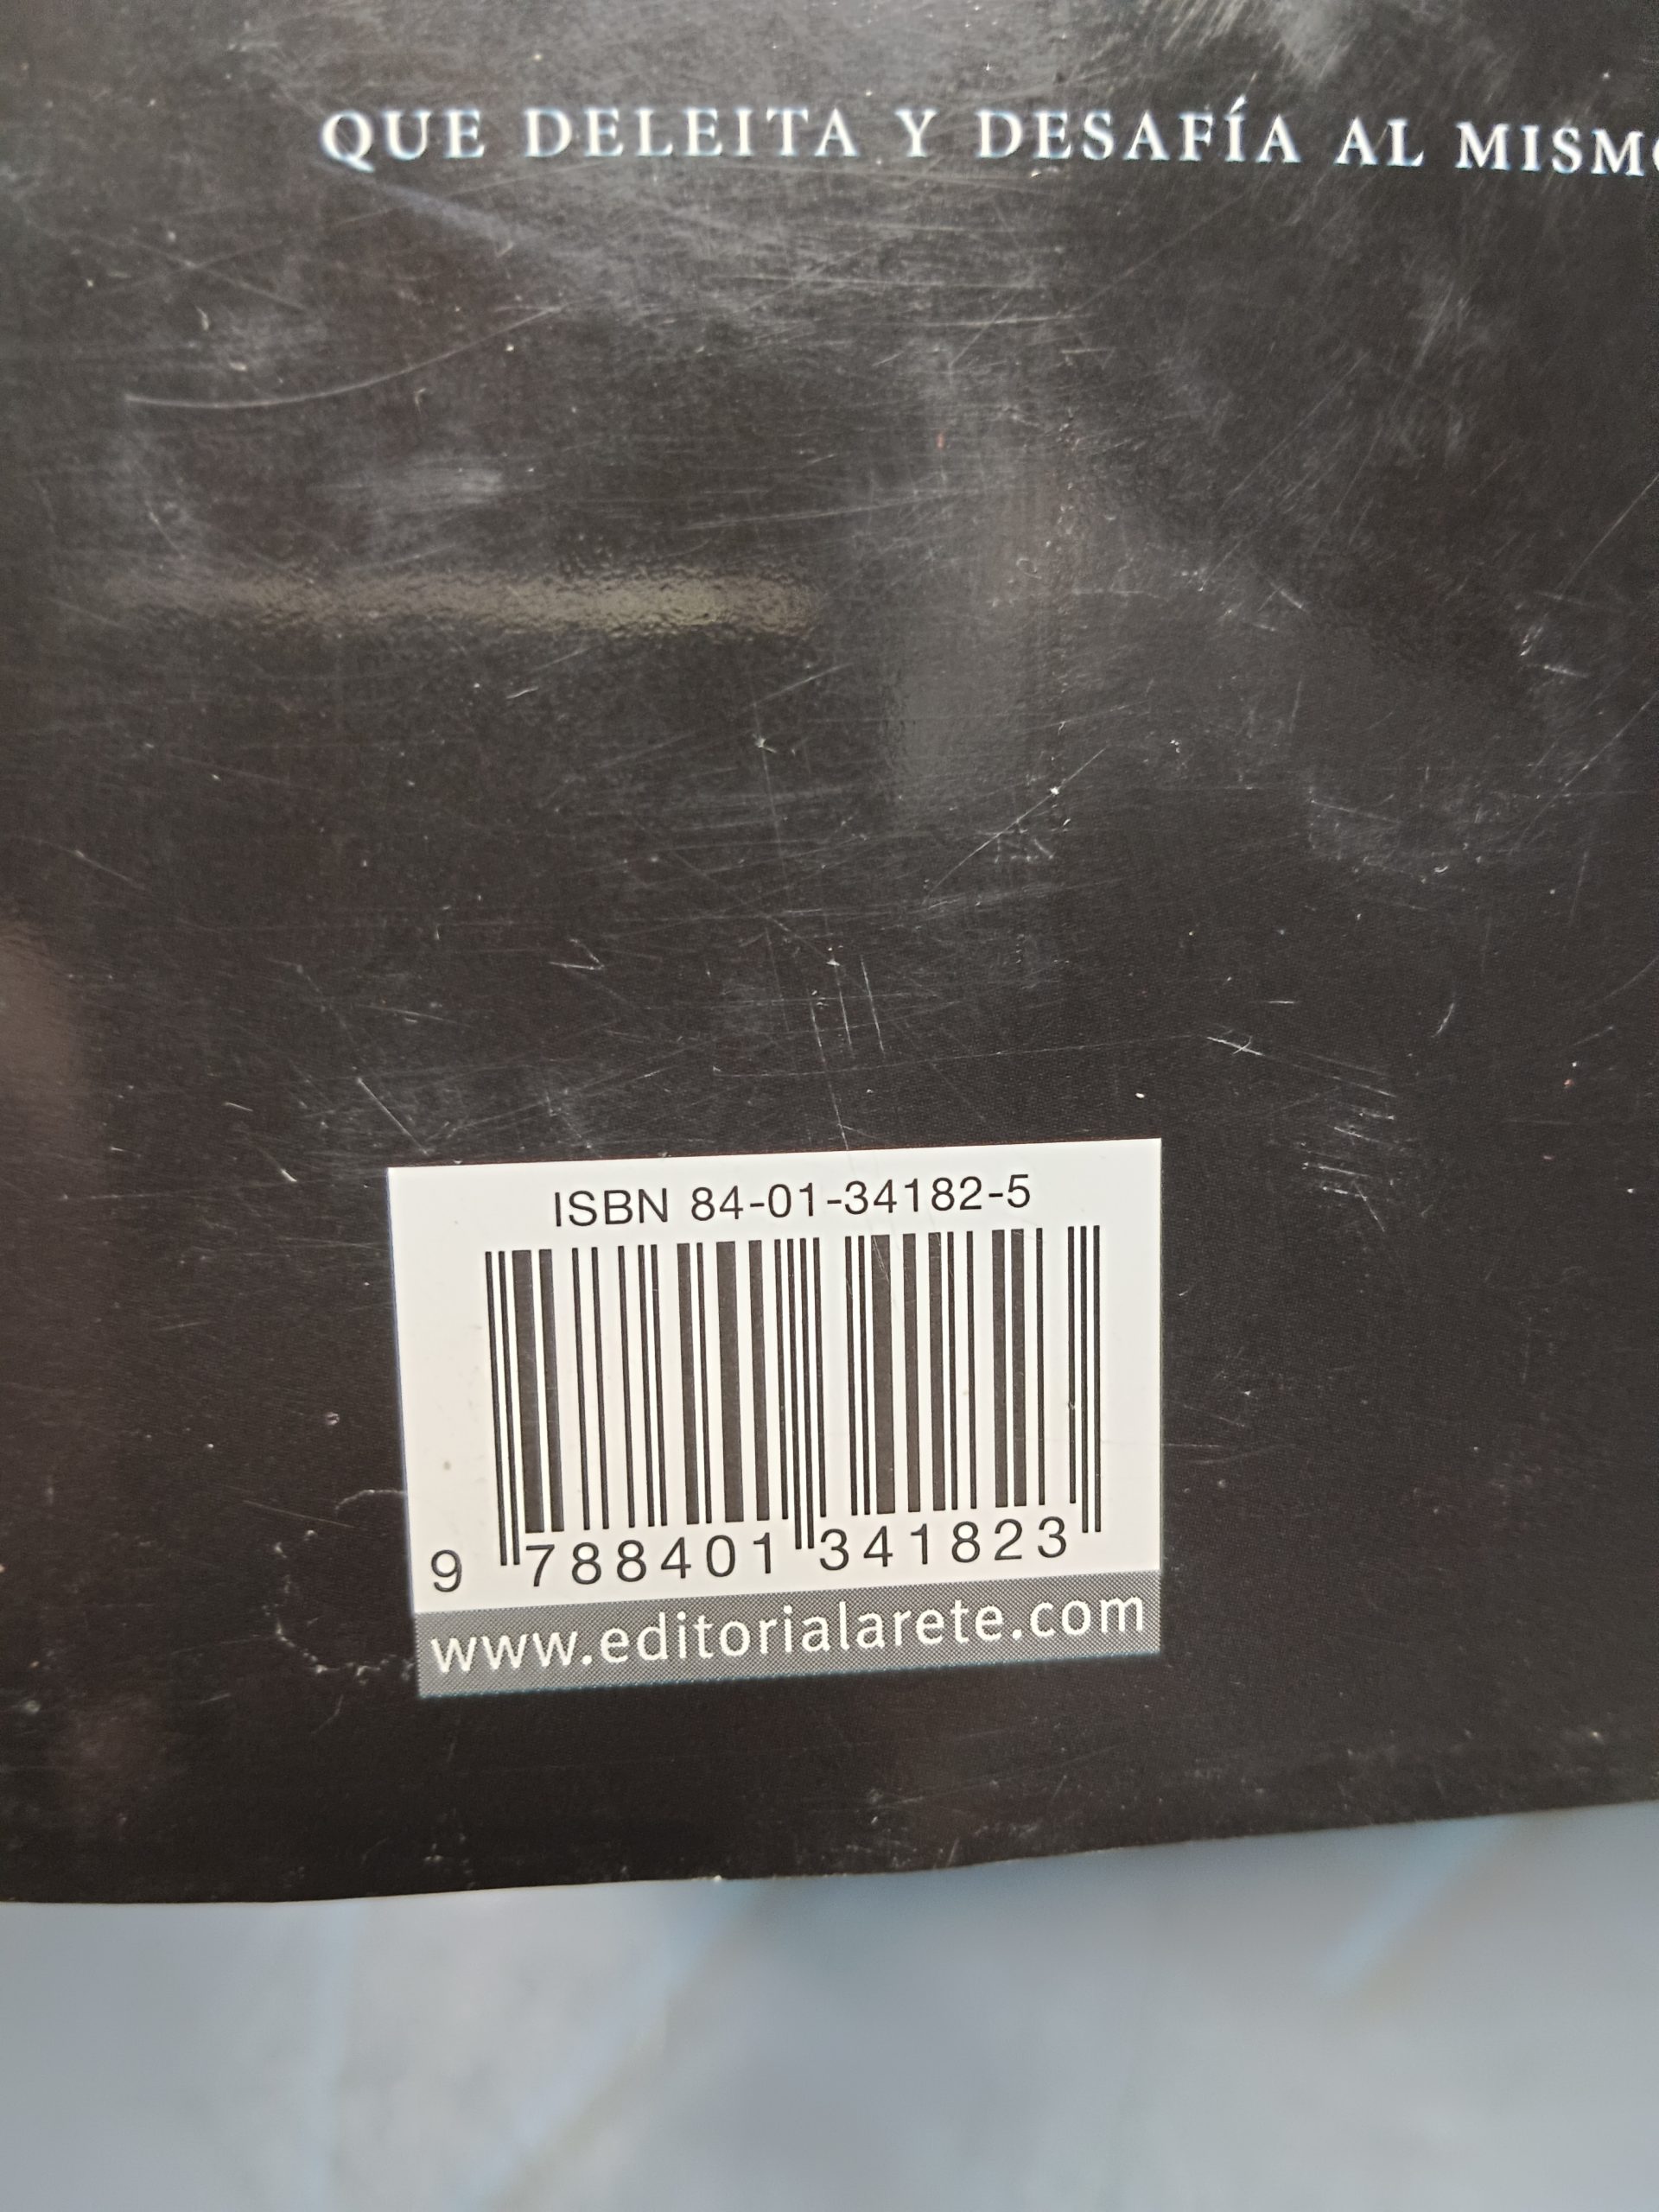 QUE DELEITA Y DESAFÍA AL MISMO
ISBN 84-01-34182-5
9 788401 341823
www.editorialarete.com